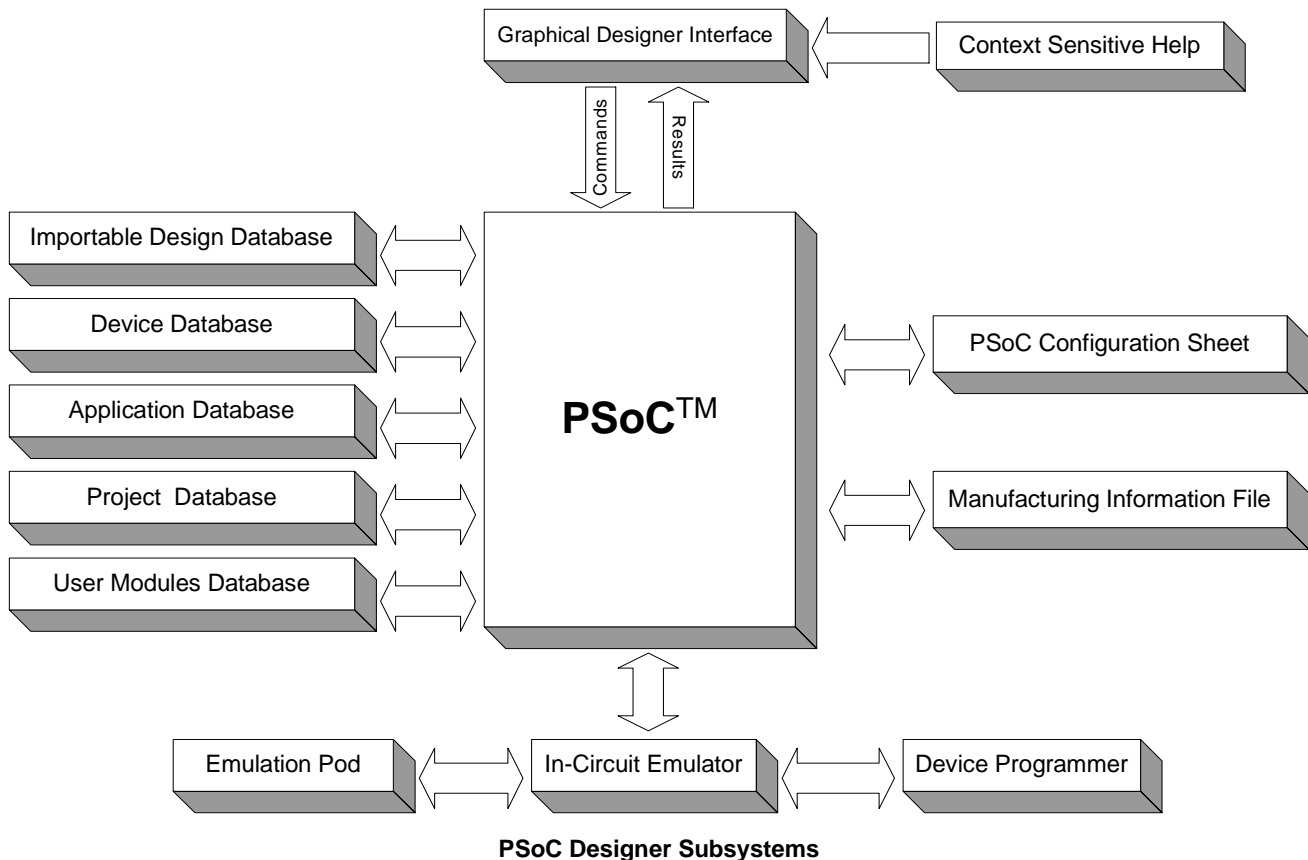 Graphical Designer Interface
Context Sensitive Help
Commands
Results
Importable Design Database
Device Database
Application Database
Project Database
User Modules Database
PSoC™
PSoC Configuration Sheet
Manufacturing Information File
Emulation Pod
In-Circuit Emulator
Device Programmer
PSoC Designer Subsystems